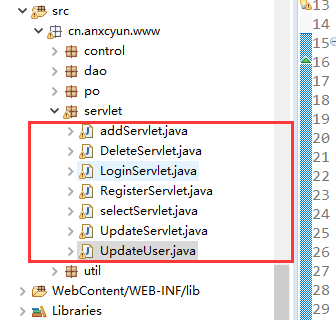 src
cn.anxcyun.www
control
dao
po
servlet
addServlet.java
DeleteServlet.java
LoginServlet.java
RegisterServlet.java
selectServlet.java
UpdateServlet.java
UpdateUser.java
util
WebContent/WEB-INF/lib
Libraries
13
14
15
16
17
18
19
20
21
22
23
24
25
26
27
28
29